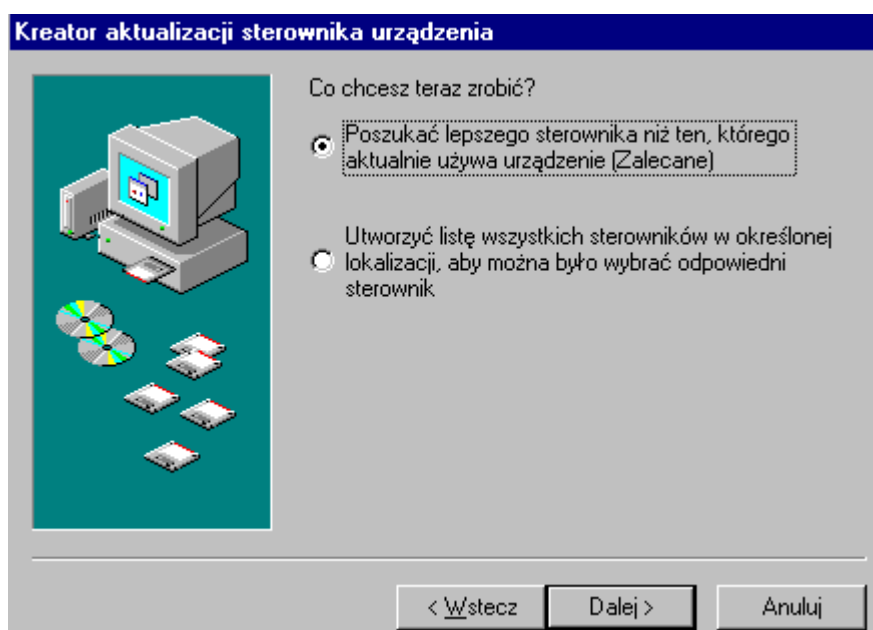 Kreator aktualizacji sterownika urządzenia
Co chcesz teraz zrobić?
Poszukać lepszego sterownika niż ten, którego
aktualnie używa urządzenie (Zalecane)
Utworzyć listę wszystkich sterowników w określonej
lokalizacji, aby można było wybrać odpowiedni
sterownik
< Wstecz
Dalej >
Anuluj